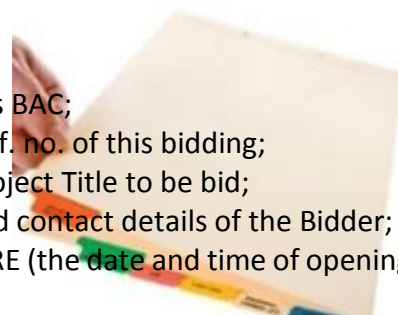 s BAC;
f. no. of this bidding;
ject Title to be bid;
d contact details of the Bidder;
RE (the date and time of opening